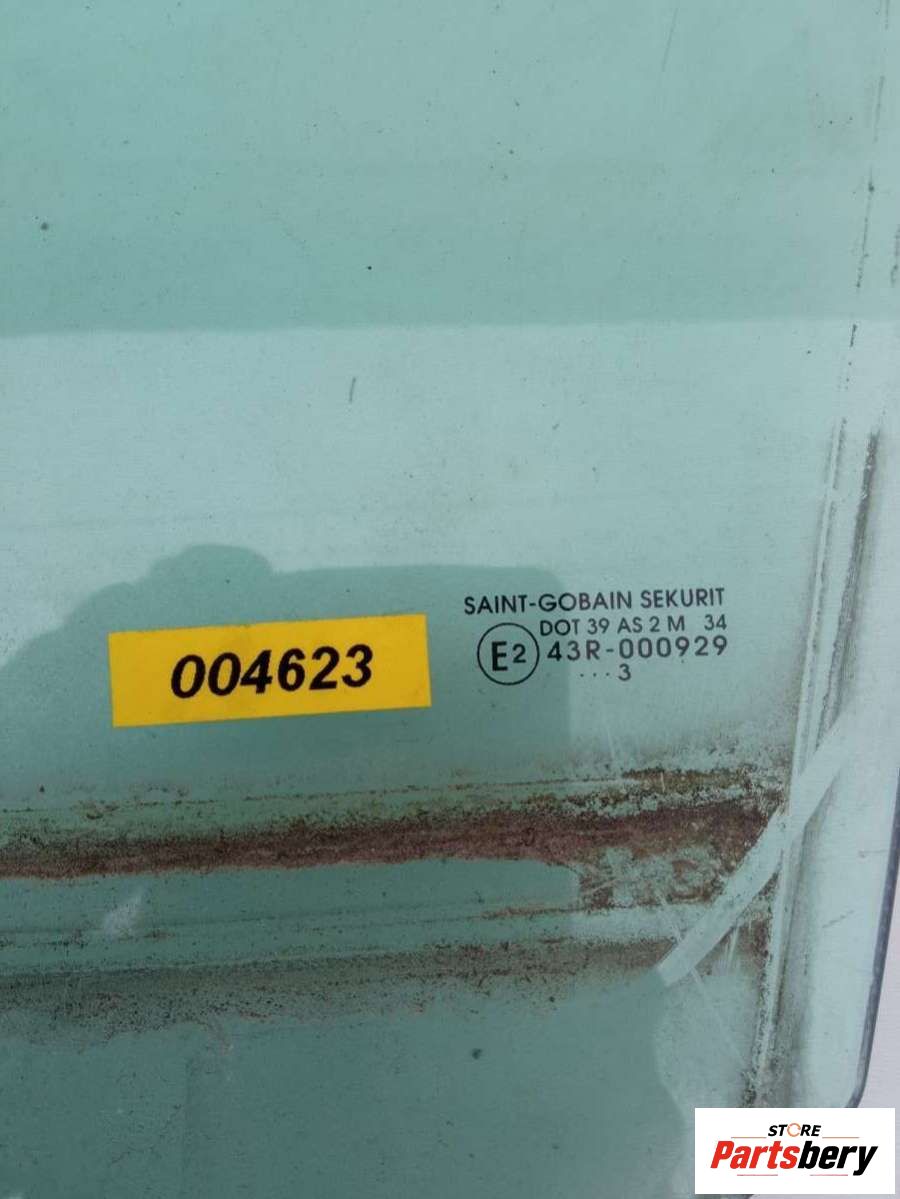 SAINT-GOBAIN SEKURIT
DOT 39 AS 2 M 34
E2 43R-000929
...3
004623
STORE
Partsbery